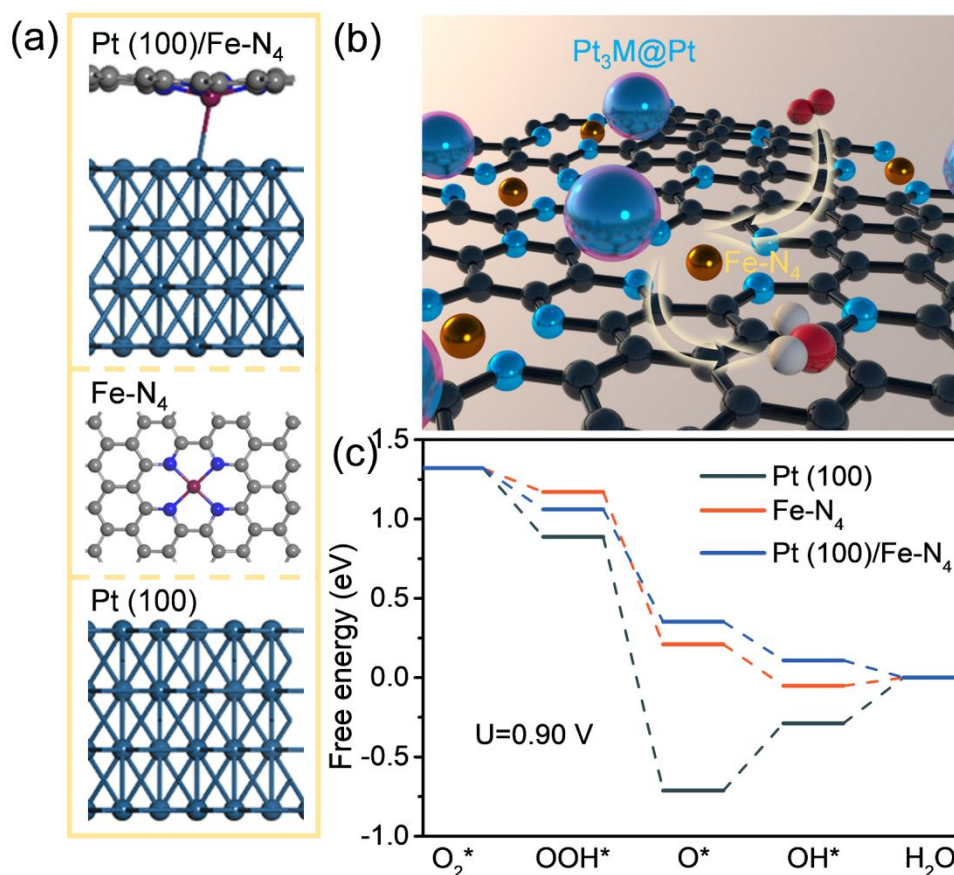 (a)
Pt (100)/Fe-N₄
Fe-N₄
Pt (100)
(b)
Pt₃M@Pt
Fe-N₄
(c)
1.5
1.0
0.5
0.0
-0.5
-1.0
Free energy (eV)
Pt (100)
Fe-N₄
Pt (100)/Fe-N₄
U=0.90 V
O₂* OOH* O* OH* H₂O